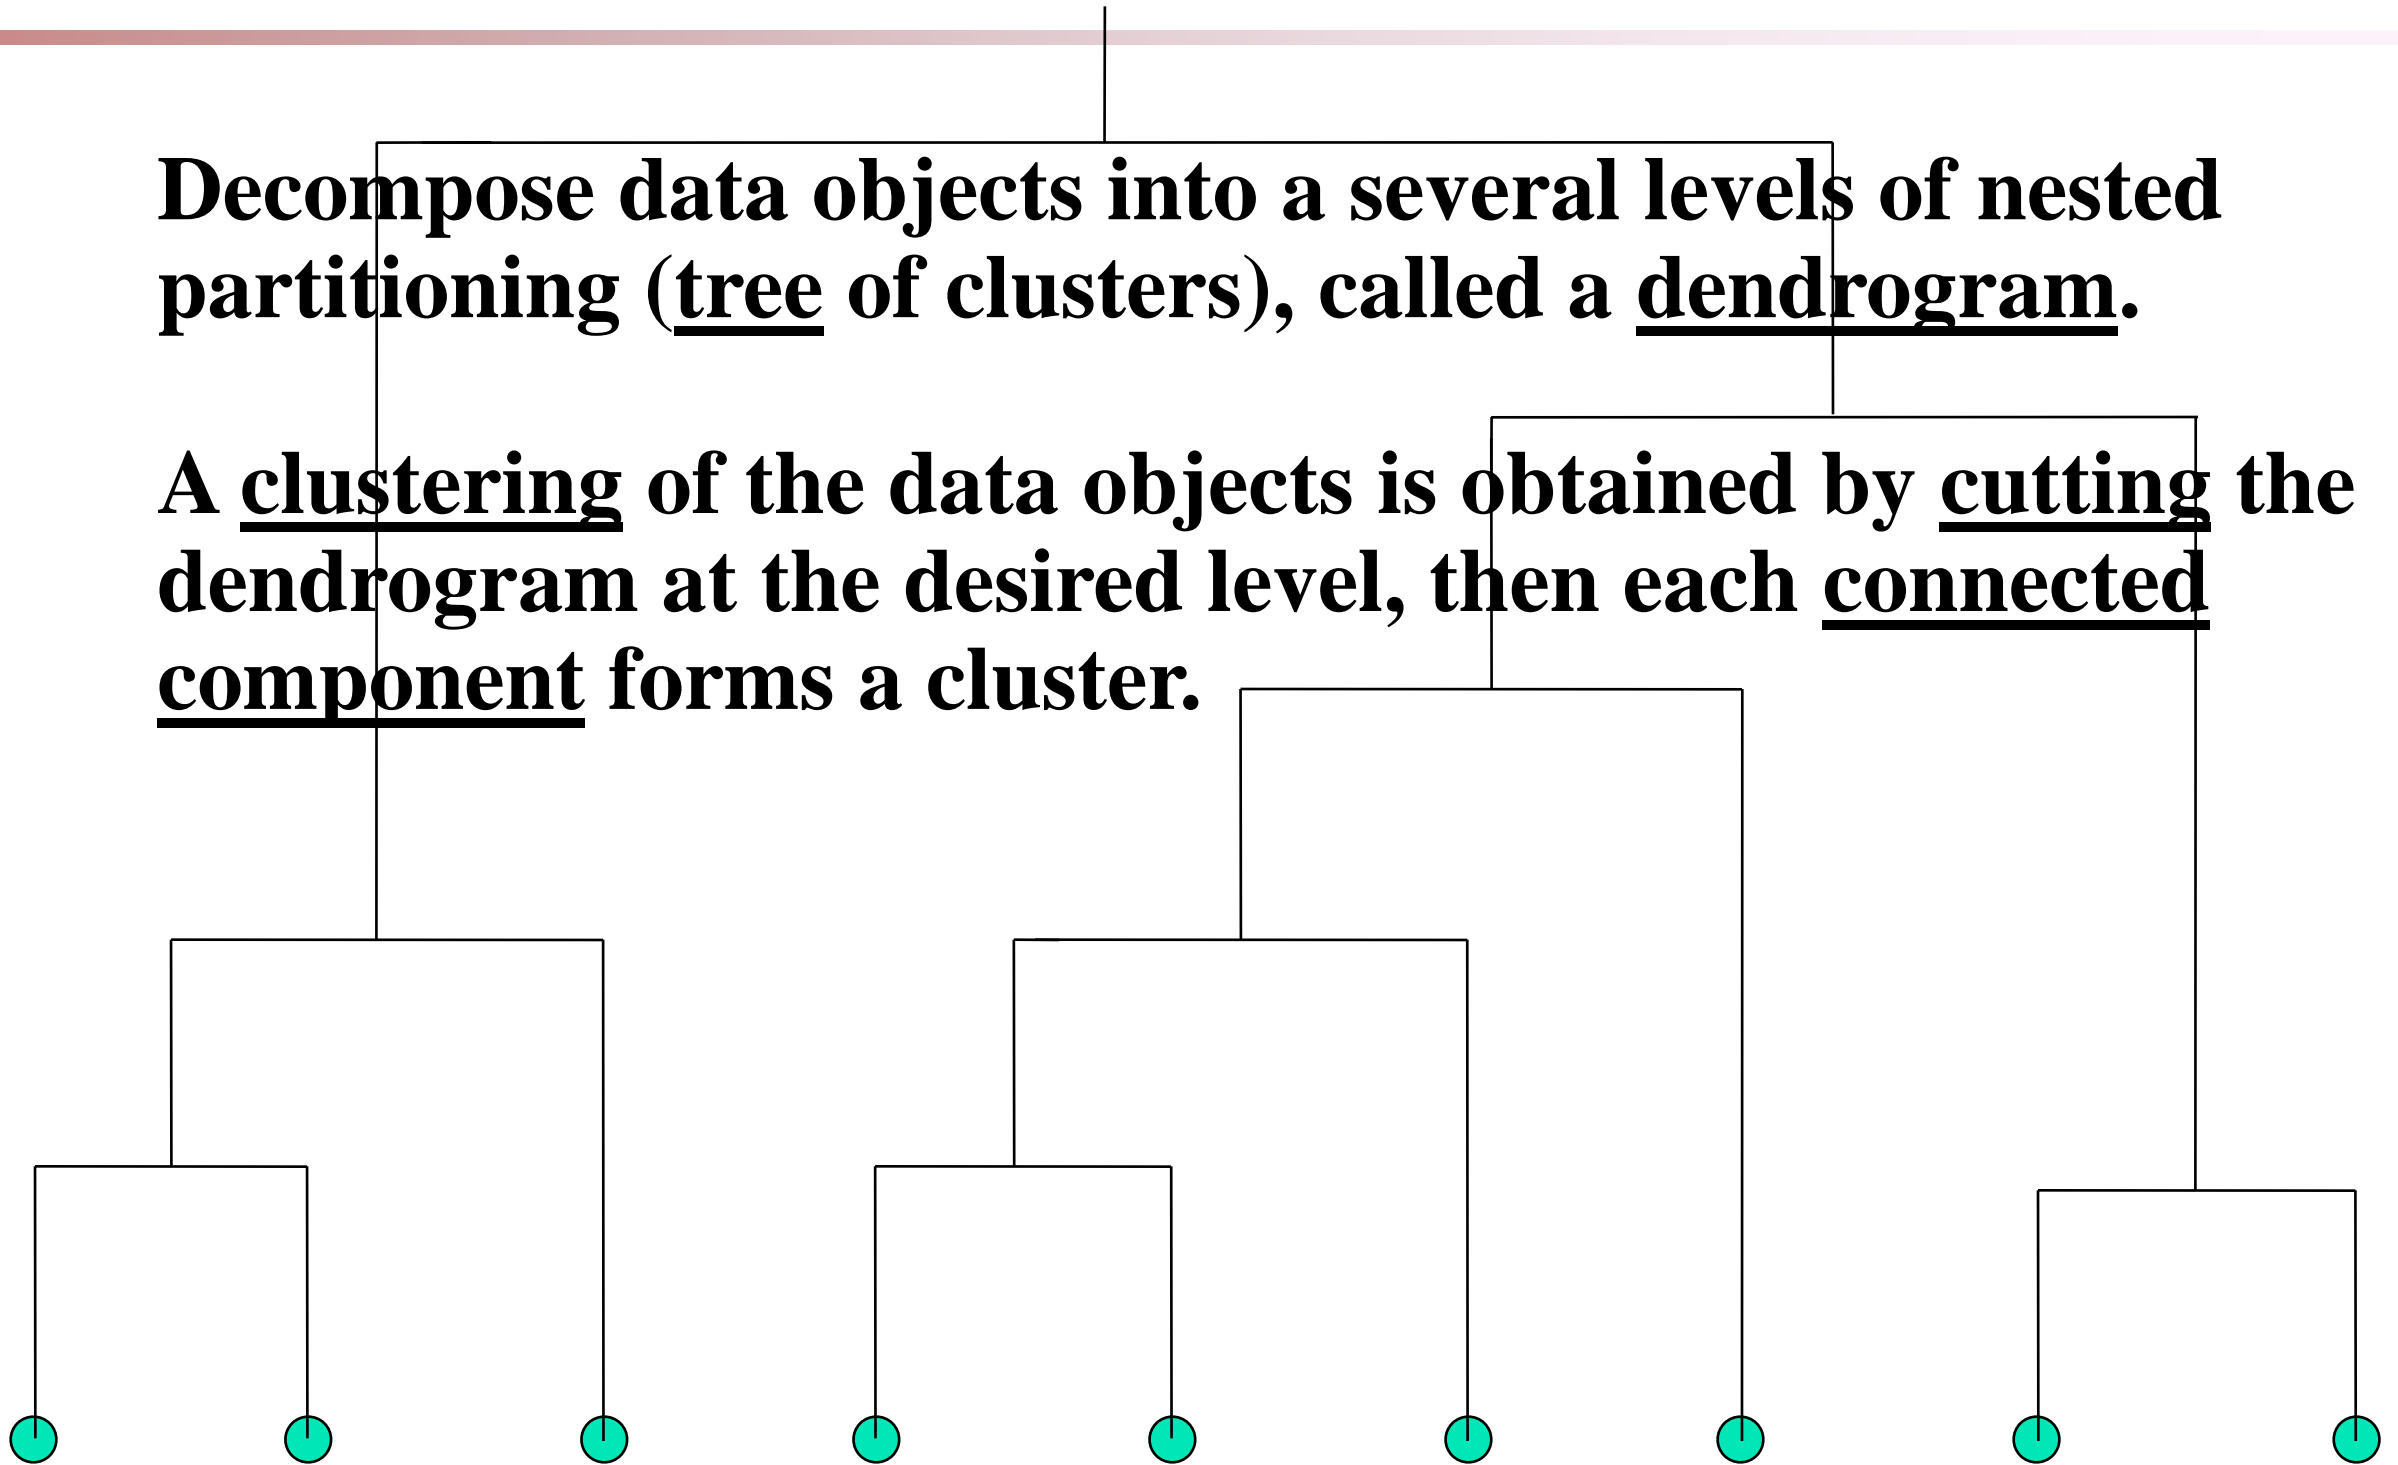 Decompose data objects into a several levels of nested
partitioning (tree of clusters), called a dendrogram.
A clustering of the data objects is obtained by cutting the
dendrogram at the desired level, then each connected
component forms a cluster.